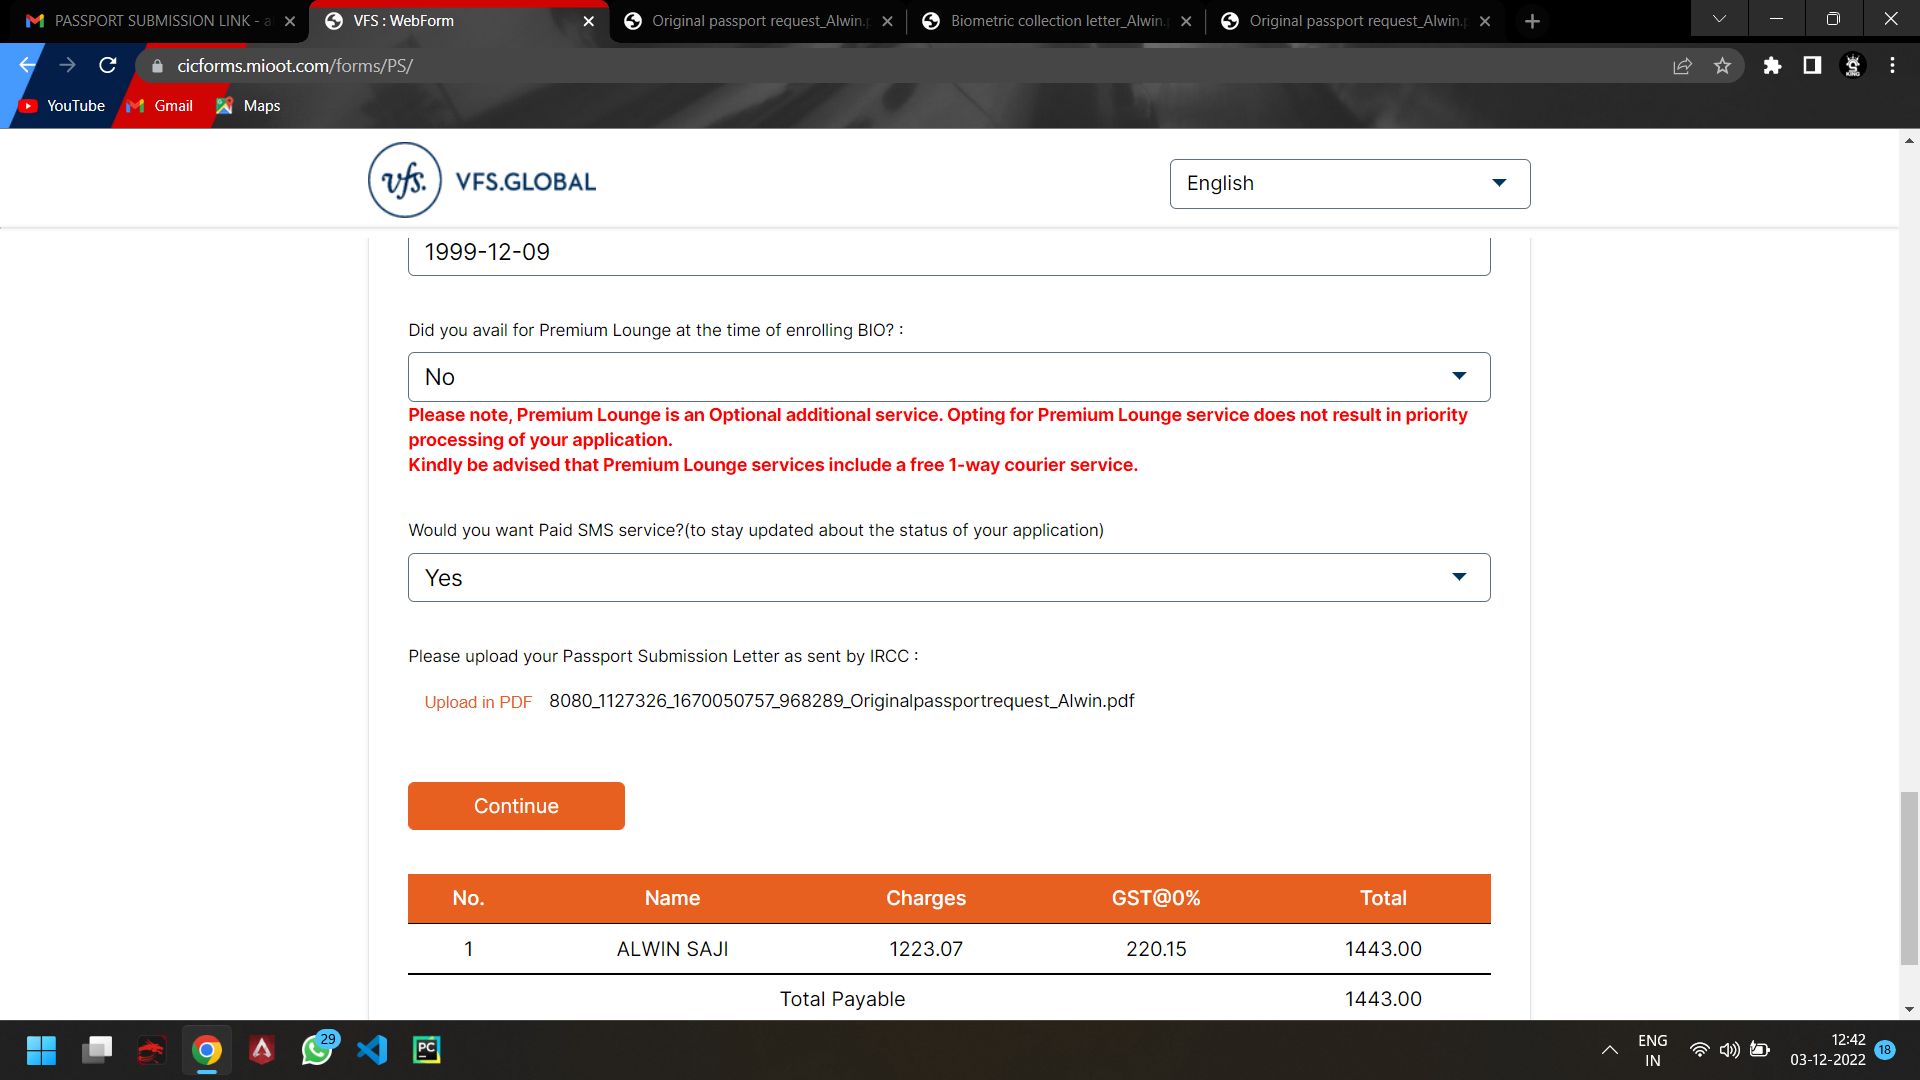 PASSPORT SUBMISSION LINK - a
VFS : WebForm
Original passport request_Alwin.p
Biometric collection letter_Alwin.p
Original passport request_Alwin.p
cicforms.mioot.com/forms/PS/
YouTube
Gmail
Maps
vfs.
VFS.GLOBAL
English
1999-12-09
Did you avail for Premium Lounge at the time of enrolling BIO? :
No
Please note, Premium Lounge is an Optional additional service. Opting for Premium Lounge service does not result in priority
processing of your application.
Kindly be advised that Premium Lounge services include a free 1-way courier service.
Would you want Paid SMS service?(to stay updated about the status of your application)
Yes
Please upload your Passport Submission Letter as sent by IRCC :
Upload in PDF 8080_1127326_1670050757_968289_Originalpassportrequest_Alwin.pdf
Continue
No. Name Charges GST@0% Total
1 ALWIN SAJI 1223.07 220.15 1443.00
Total Payable 1443.00
29
PC
ENG
IN
12:42
03-12-2022
18